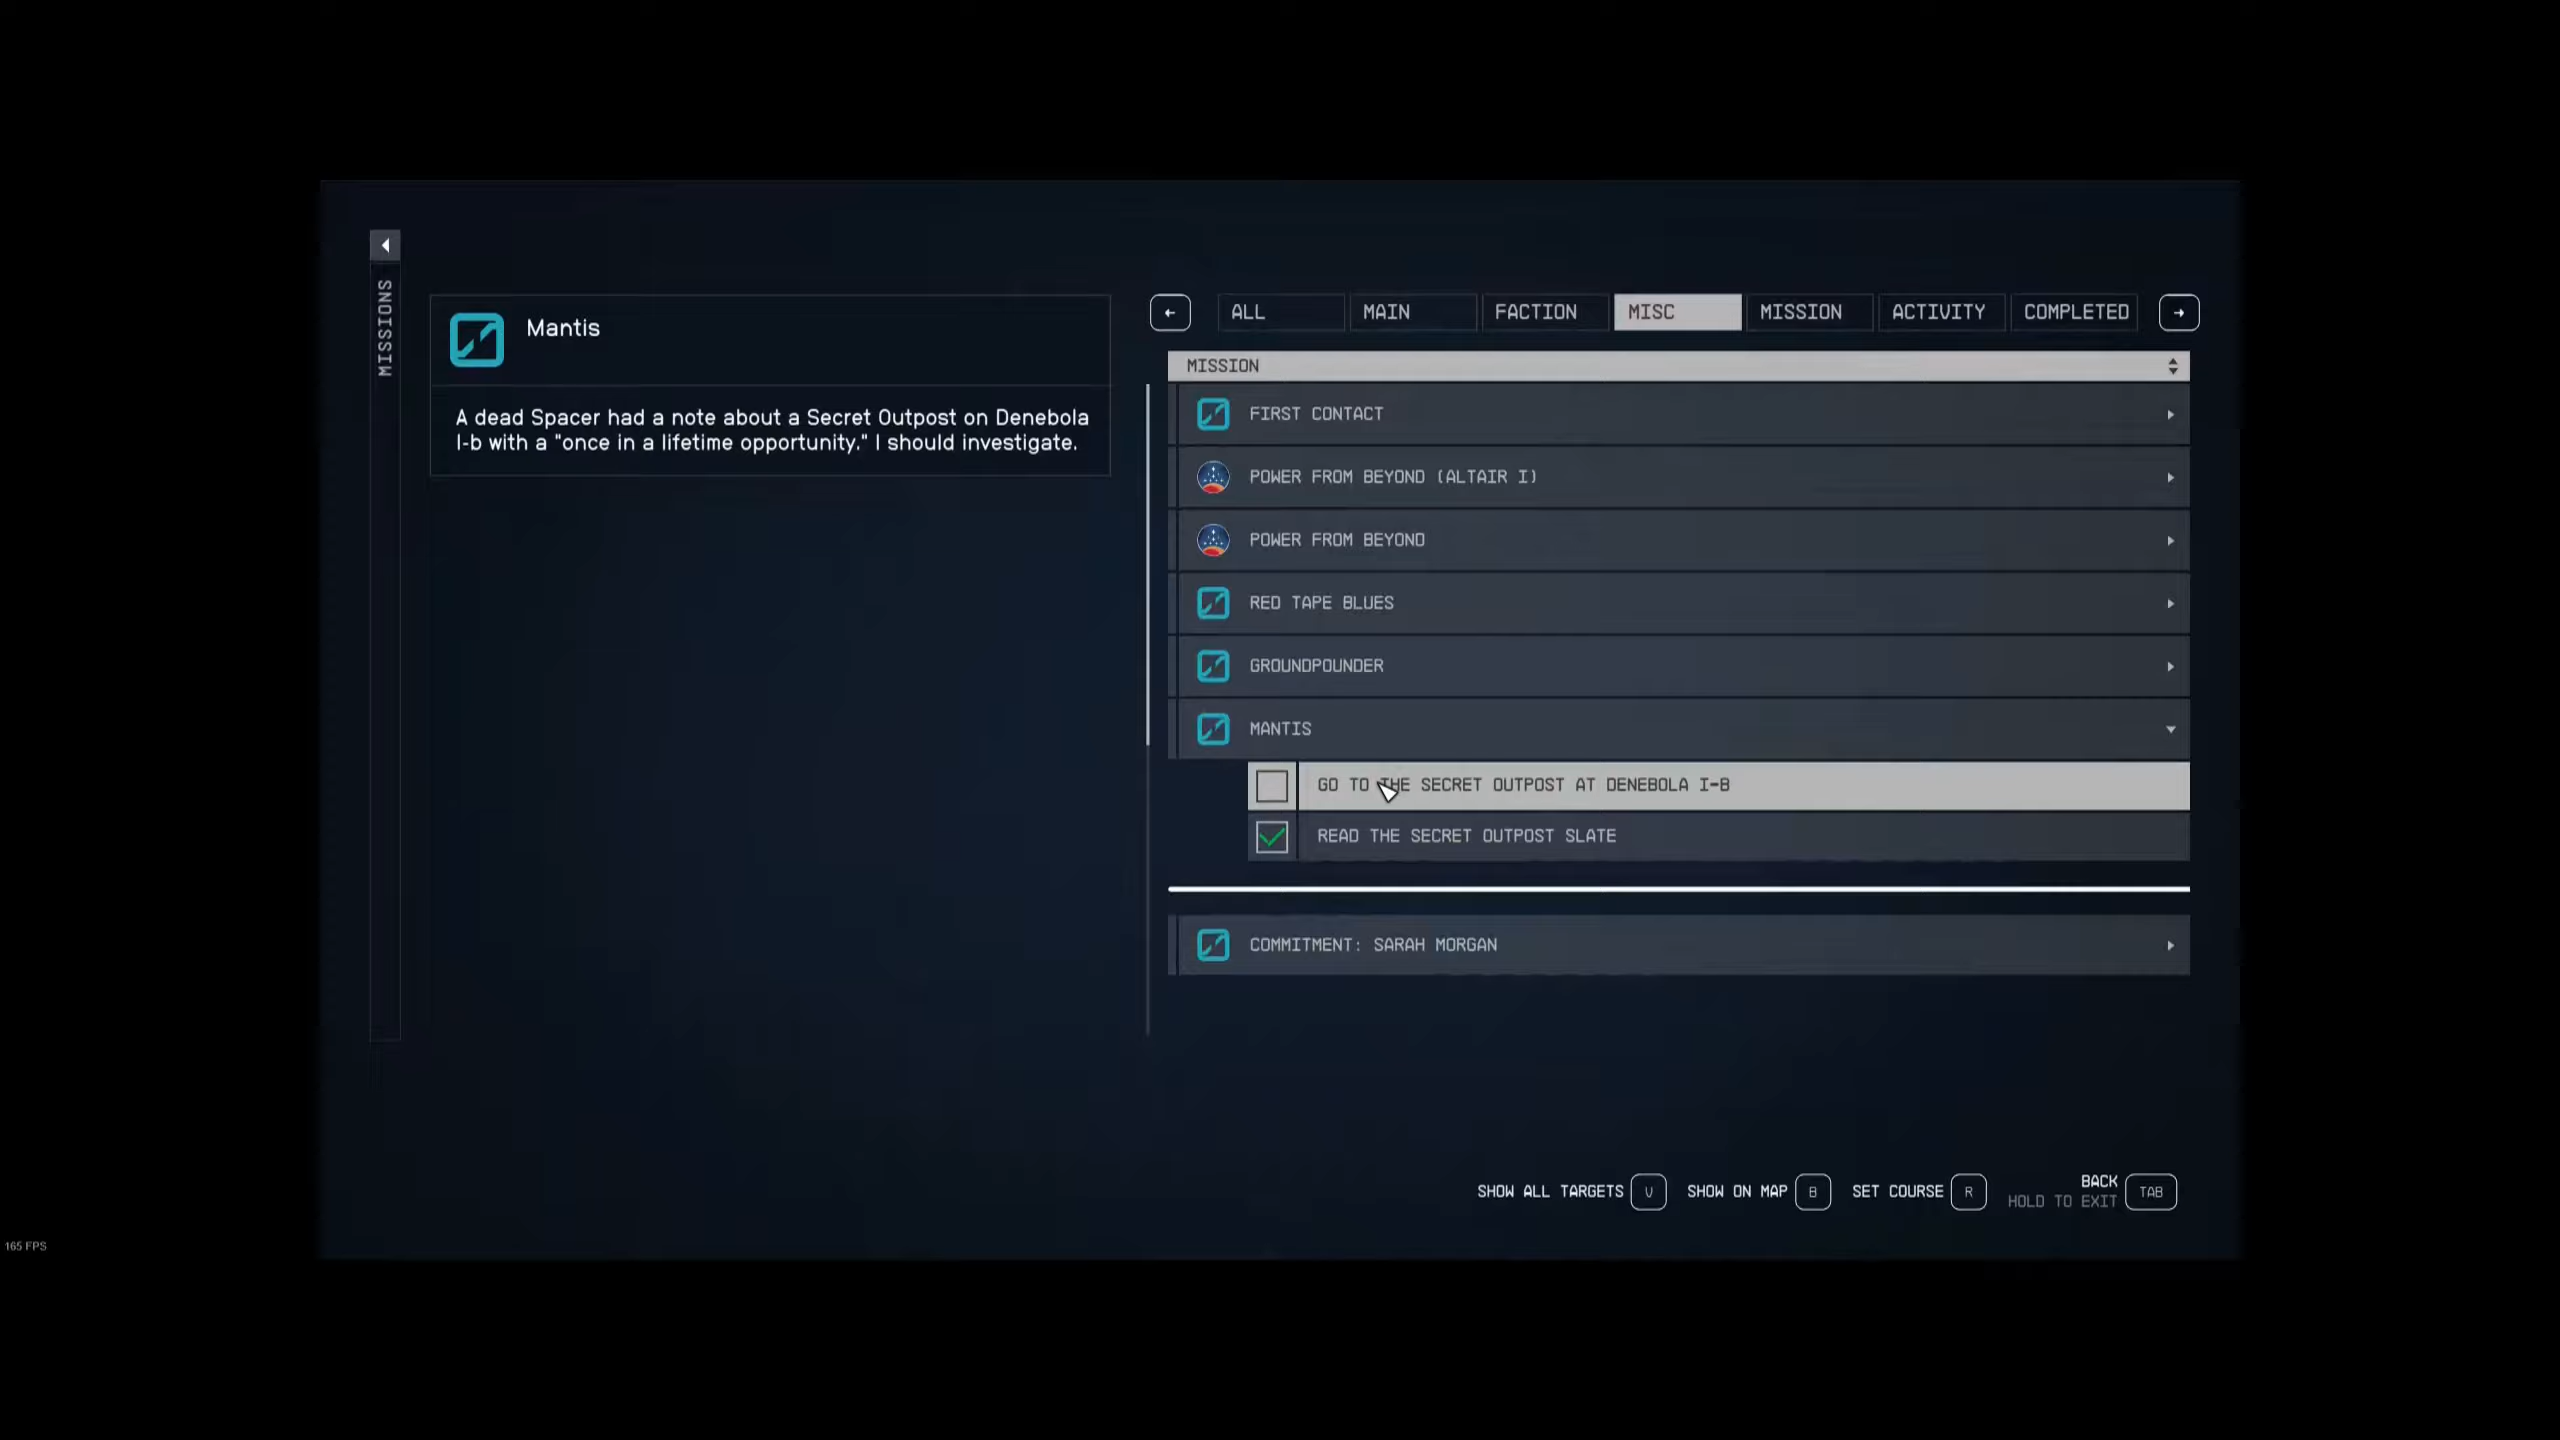 MISSIONS
Mantis
A dead Spacer had a note about a Secret Outpost on Denebola
I-b with a "once in a lifetime opportunity." I should investigate.
ALL
MAIN
FACTION
MISC
MISSION
ACTIVITY
COMPLETED
MISSION
FIRST CONTACT
POWER FROM BEYOND (ALTAIR I)
POWER FROM BEYOND
RED TAPE BLUES
GROUNDPOUNDER
MANTIS
GO TO THE SECRET OUTPOST AT DENEBOLA I-B
READ THE SECRET OUTPOST SLATE
COMMITMENT: SARAH MORGAN
SHOW ALL TARGETS V
SHOW ON MAP B
SET COURSE R
BACK TAB
HOLD TO EXIT
165 FPS